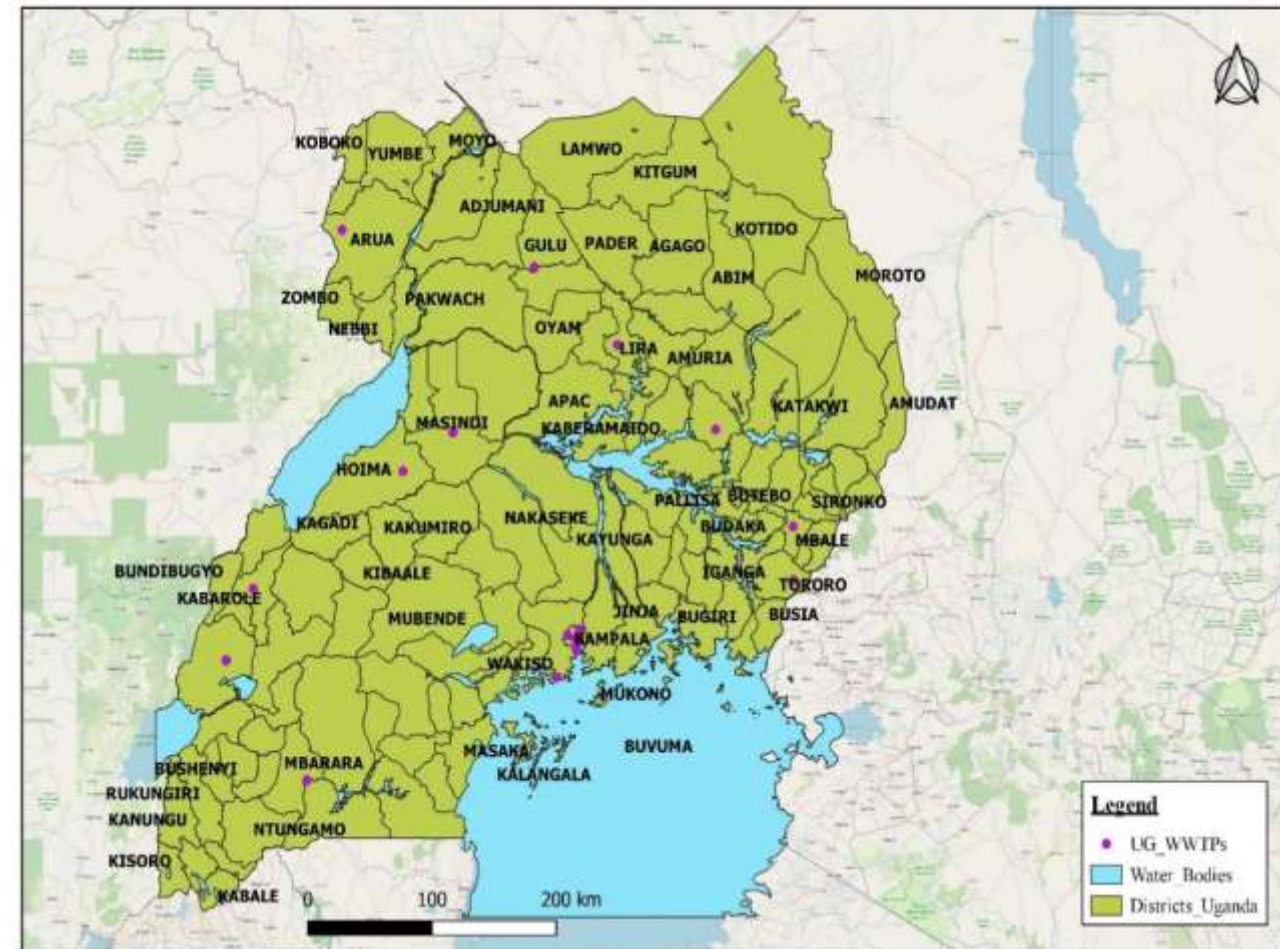 KOBOKO
YUMBE
MOYO
LAMWO
KITGUM
ADJUMANI
ARUA
GULU
PADER
AGAGO
KOTIDO
ABIM
MOROTO
ZOMBO
PAKWACH
NEBBI
OYAM
LIRA
AMURIA
APAC
KATAKWI
AMUDAT
MASINDI
KABERAMAIDO
HOIMA
PALLISA
BUTEBO
SIRONKO
KAGADI
KAKUMIRO
NAKASEKE
KAYUNGA
BUDAKA
MBALE
BUNDIBUGYO
KIBAALE
IGANGA
TORORO
KABAROLE
MUBENDE
JINJA
BUGIRI
BUSIA
KAMPALA
WAKISO
MUKONO
MASAKA
BUVUMA
KALANGALA
BUSHENYI
MBARARA
RUKUNGIRI
KANUNGU
NTUNGAMO
KISORO
KABALE
0 100 200 km
Legend
UG_WWTPs
Water_Bodies
Districts_Uganda